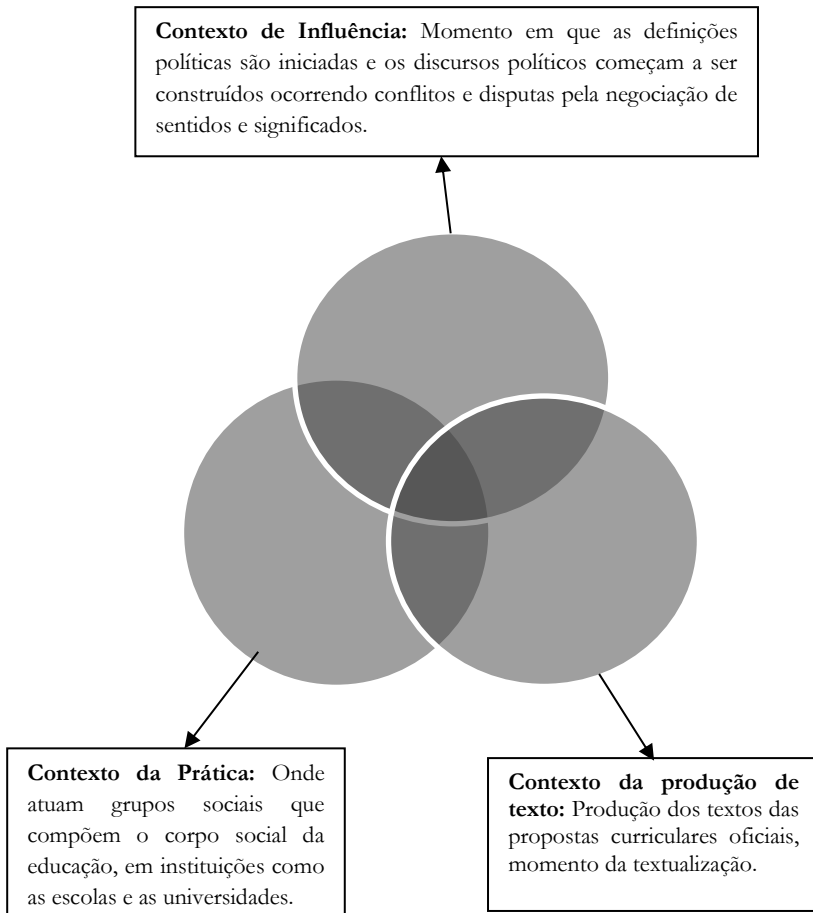 Contexto de Influência: Momento em que as definições
políticas são iniciadas e os discursos políticos começam a ser
construídos ocorrendo conflitos e disputas pela negociação de
sentidos e significados.
Contexto da Prática: Onde
atuam grupos sociais que
compõem o corpo social da
educação, em instituições como
as escolas e as universidades.
Contexto da produção de
texto: Produção dos textos das
propostas curriculares oficiais,
momento da textualização.